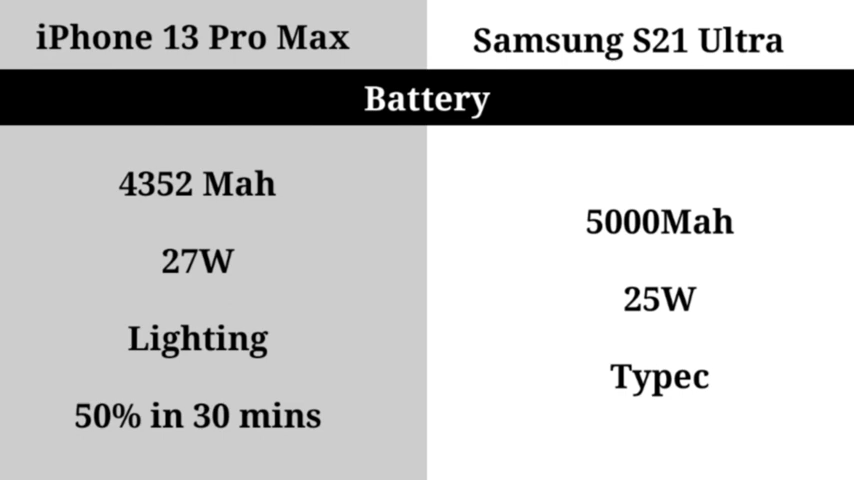 iPhone 13 Pro Max
Samsung S21 Ultra
Battery
4352 Mah
27W
Lighting
50% in 30 mins
5000Mah
25W
Typec